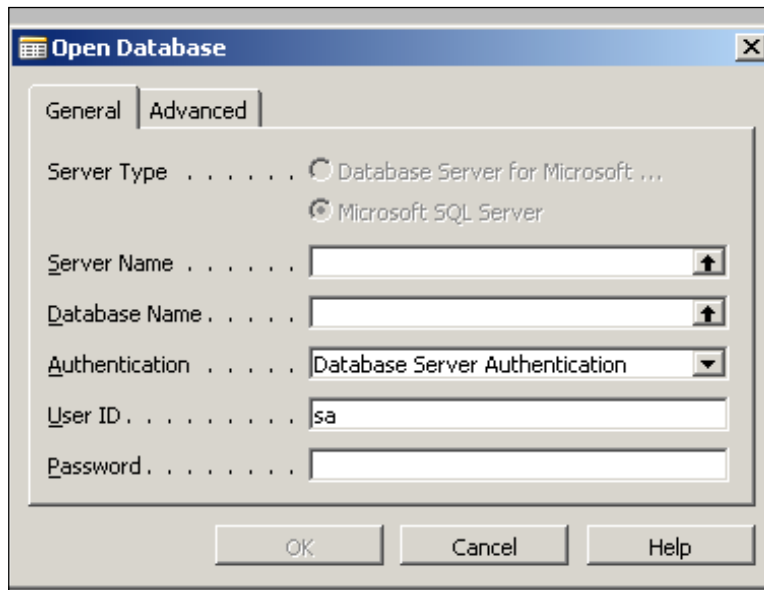 Open Database
General Advanced
Server Type . . . . . . Database Server for Microsoft ...
Microsoft SQL Server
Server Name . . . . . .
Database Name . . . . .
Authentication . . . . . Database Server Authentication
User ID . . . . . . . . . sa
Password . . . . . . . .
OK Cancel Help